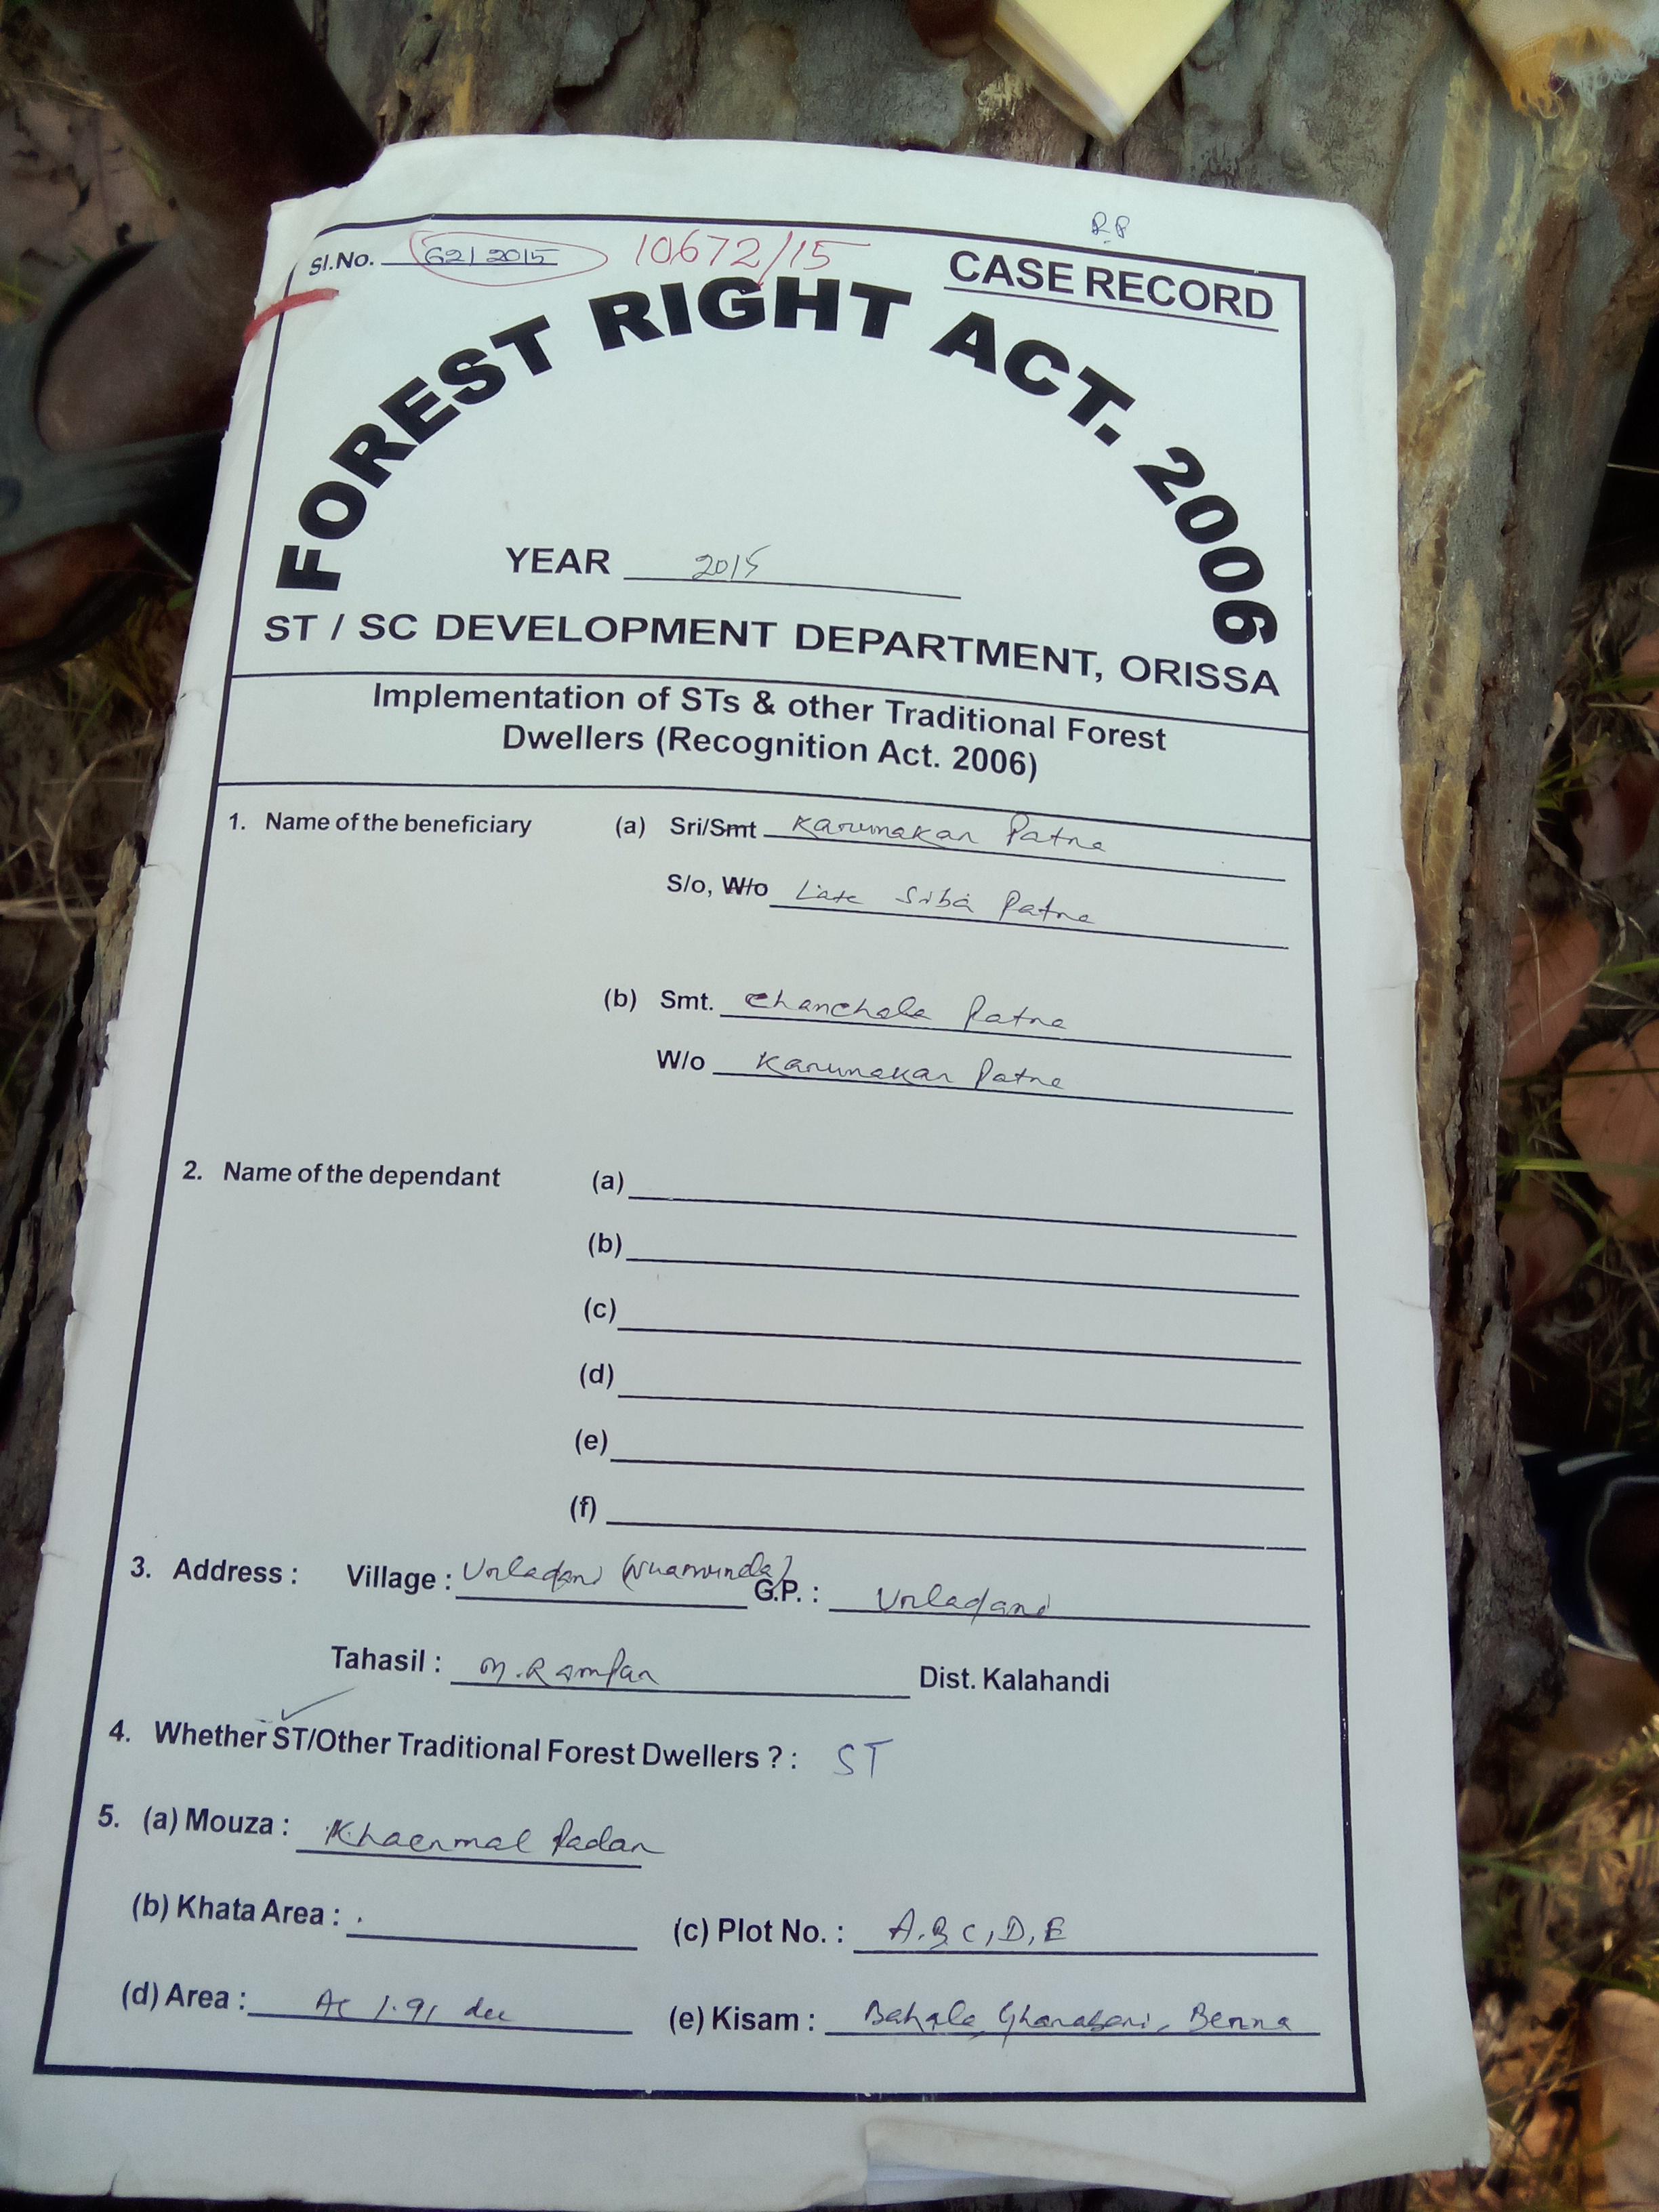 RP
Sl.No. 62/2015 10672/15
CASE RECORD
FOREST RIGHT ACT. 2006
YEAR 2015
ST / SC DEVELOPMENT DEPARTMENT, ORISSA
Implementation of STs & other Traditional Forest
Dwellers (Recognition Act. 2006)
1. Name of the beneficiary (a) Sri/Smt Karunakar Patra
S/o, W/o Late Siba Patra
(b) Smt. Chanchala Patra
W/o Karunakar Patra
2. Name of the dependant (a)
(b)
(c)
(d)
(e)
(f)
3. Address : Village : Urladani (Nuamunda) G.P. : Urladani
Tahasil : M. Rampur Dist. Kalahandi
4. Whether ST/Other Traditional Forest Dwellers ? : ST
5. (a) Mouza : Padar
(b) Khata Area :
(c) Plot No. : A, B, C, D, E
(d) Area : Ac 1.91 dec
(e) Kisam : Bahala, Berna